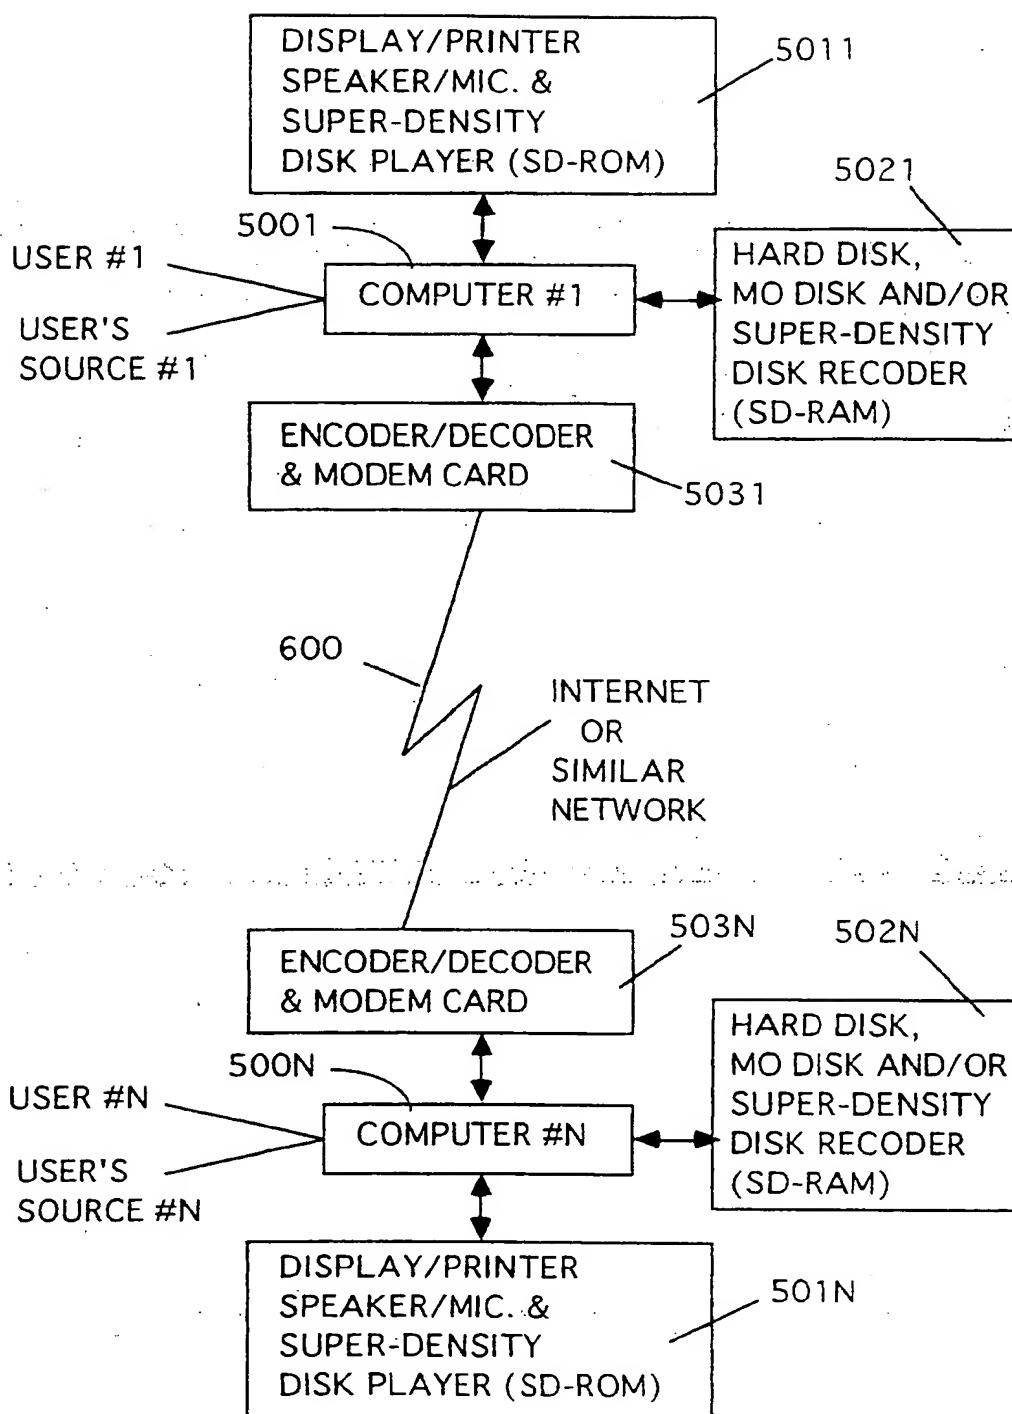 DISPLAY/PRINTER
SPEAKER/MIC. &
SUPER-DENSITY
DISK PLAYER (SD-ROM)
5011
5021
5001
USER #1
USER'S
SOURCE #1
COMPUTER #1
HARD DISK,
MO DISK AND/OR
SUPER-DENSITY
DISK RECODER
(SD-RAM)
ENCODER/DECODER
& MODEM CARD
5031
600
INTERNET
OR
SIMILAR
NETWORK
503N
502N
ENCODER/DECODER
& MODEM CARD
500N
USER #N
USER'S
SOURCE #N
COMPUTER #N
HARD DISK,
MO DISK AND/OR
SUPER-DENSITY
DISK RECODER
(SD-RAM)
DISPLAY/PRINTER
SPEAKER/MIC. &
SUPER-DENSITY
DISK PLAYER (SD-ROM)
501N